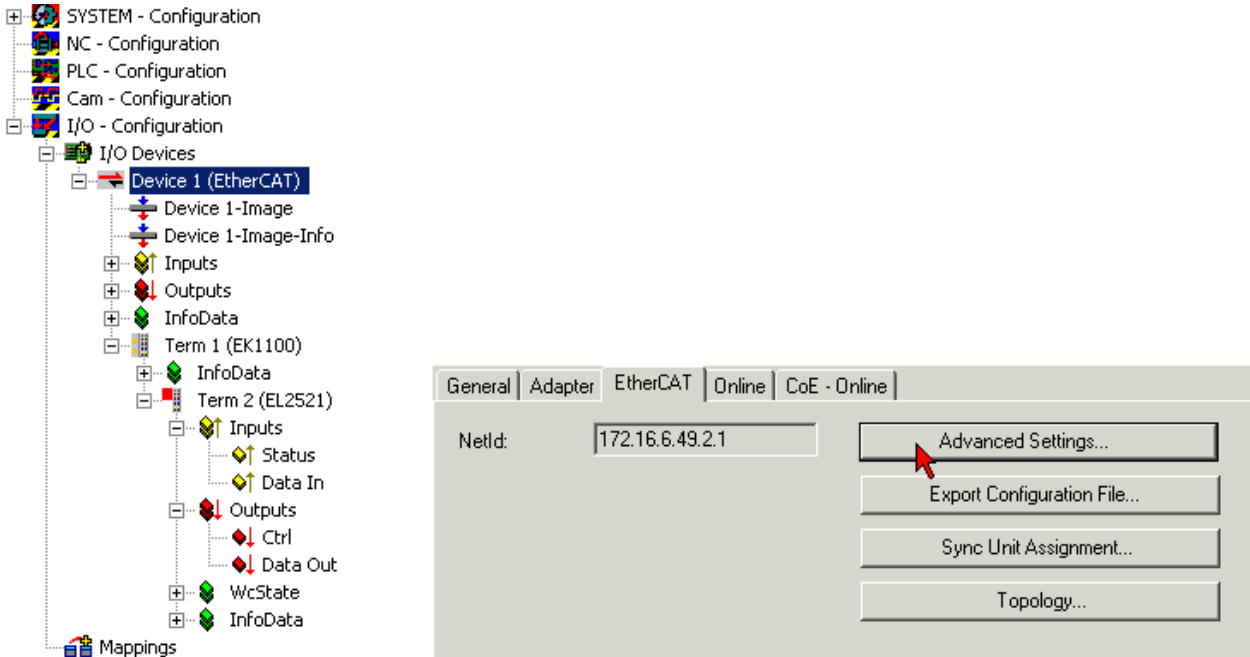 SYSTEM - Configuration
NC - Configuration
PLC - Configuration
Cam - Configuration
I/O - Configuration
I/O Devices
Device 1 (EtherCAT)
Device 1-Image
Device 1-Image-Info
Inputs
Outputs
InfoData
Term 1 (EK1100)
InfoData
Term 2 (EL2521)
Inputs
Status
Data In
Outputs
Ctrl
Data Out
WcState
InfoData
Mappings
General Adapter EtherCAT Online CoE - Online
NetId: 172.16.6.49.2.1 Advanced Settings...
Export Configuration File...
Sync Unit Assignment...
Topology...